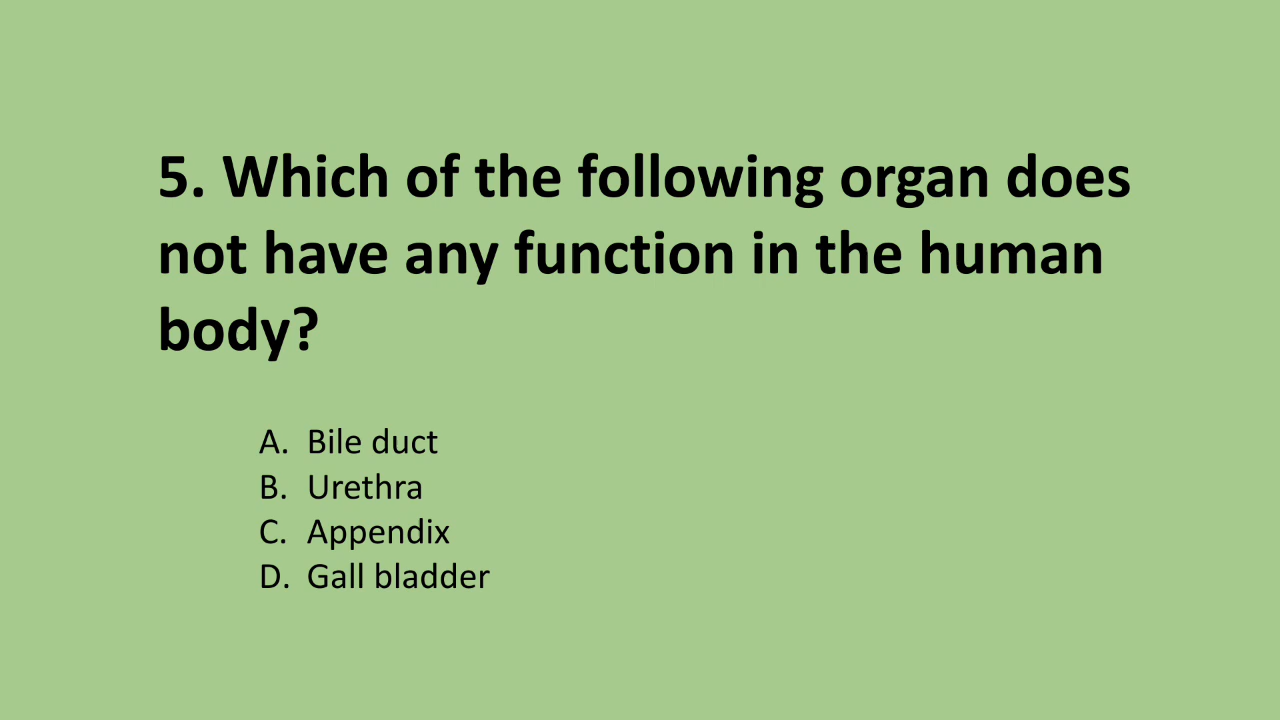 5. Which of the following organ does
not have any function in the human
body?
A. Bile duct
B. Urethra
C. Appendix
D. Gall bladder